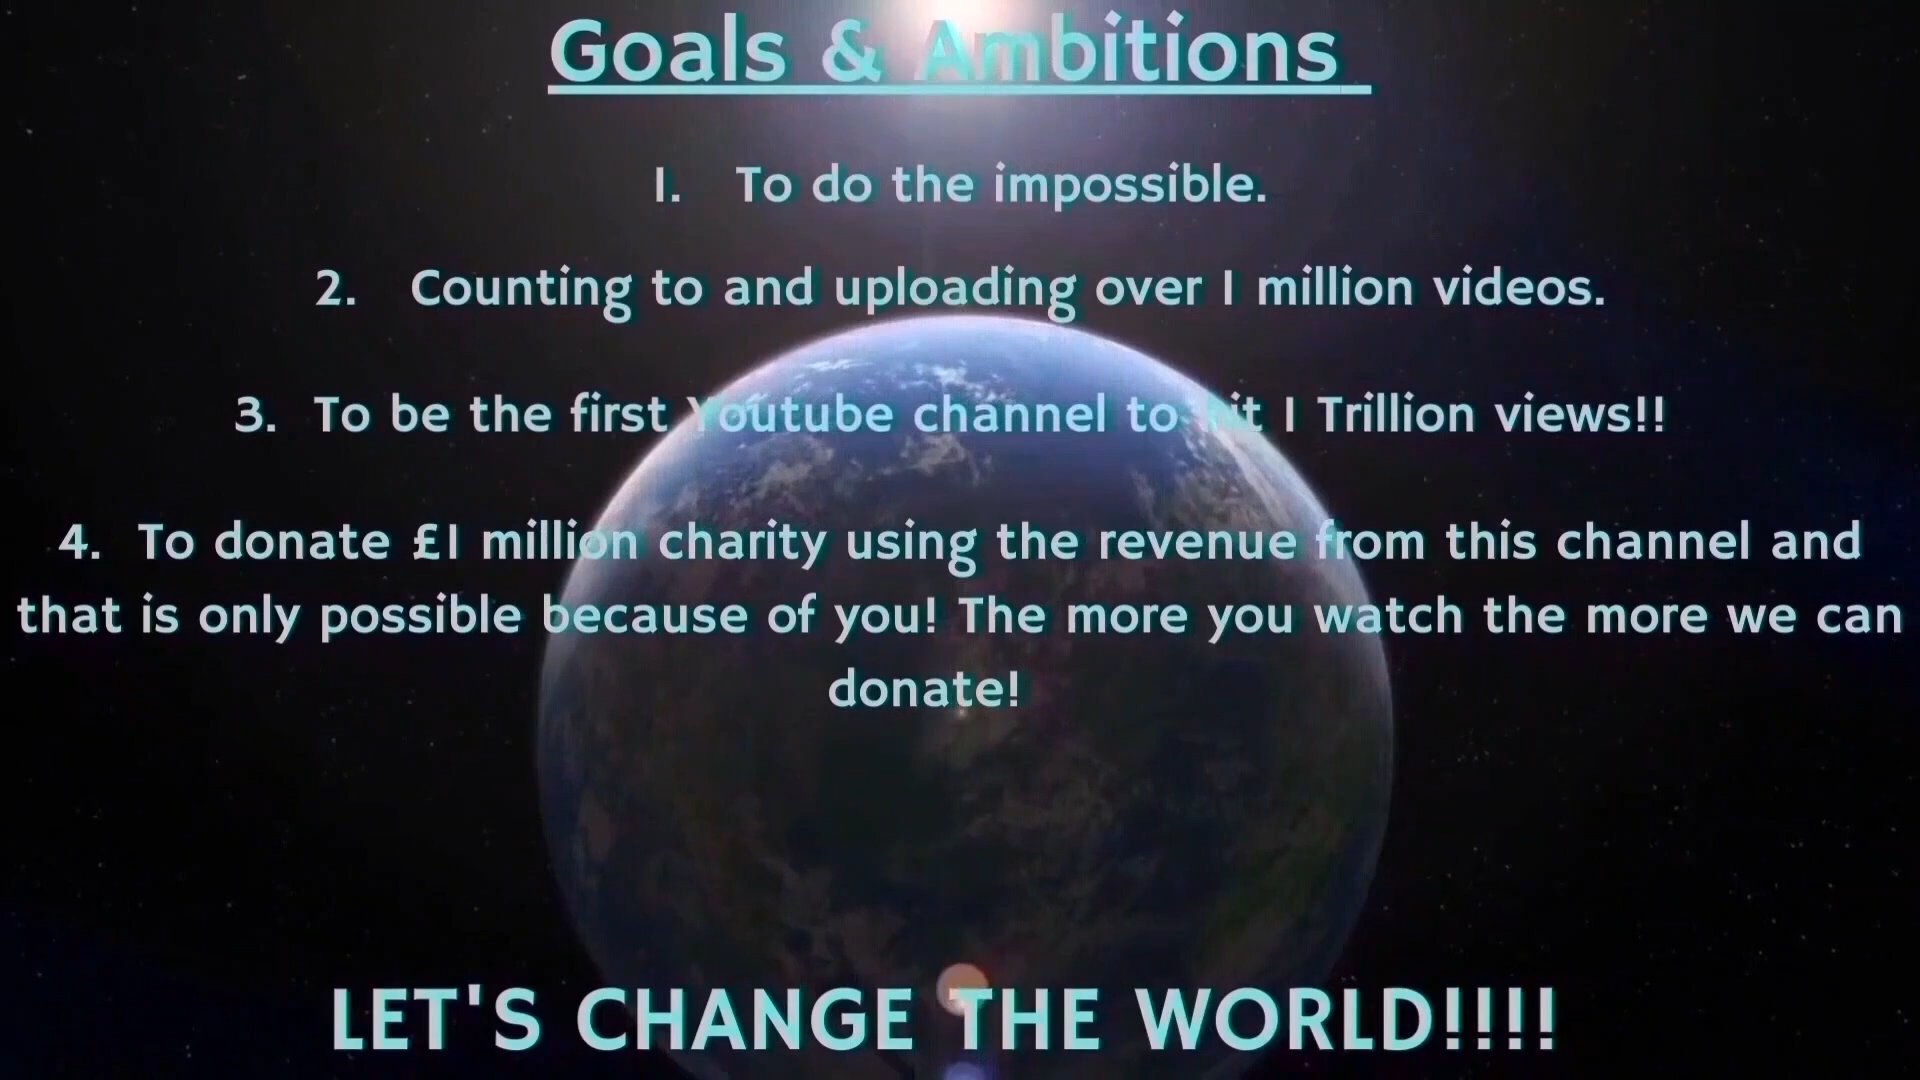 Goals & Ambitions
1. To do the impossible.
2. Counting to and uploading over 1 million videos.
3. To be the first Youtube channel to hit 1 Trillion views!!
4. To donate £1 million charity using the revenue from this channel and
that is only possible because of you! The more you watch the more we can
donate!
LET'S CHANGE THE WORLD!!!!